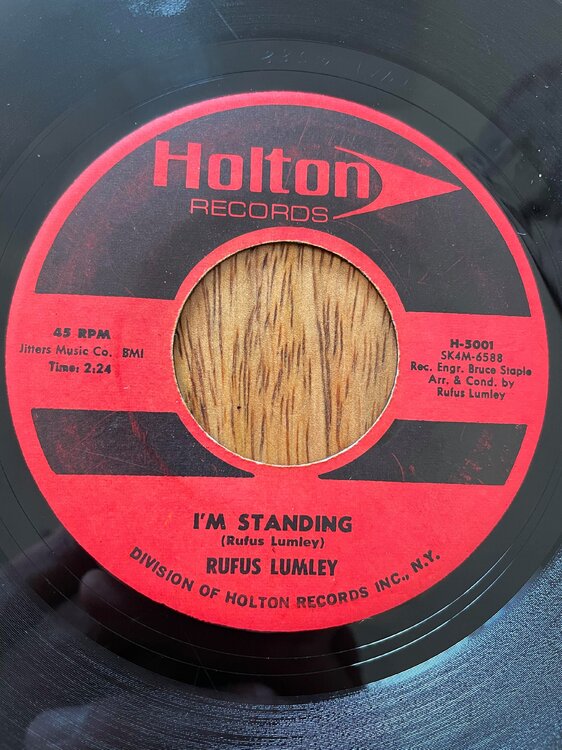 Holton
RECORDS
45 RPM
Jitters Music Co. BMI
Time: 2:24
H-5001
SK4M-6588
Rec. Engr. Bruce Staple
Arr. & Cond. by
Rufus Lumley
I'M STANDING
(Rufus Lumley)
RUFUS LUMLEY
DIVISION OF HOLTON RECORDS INC., N.Y.